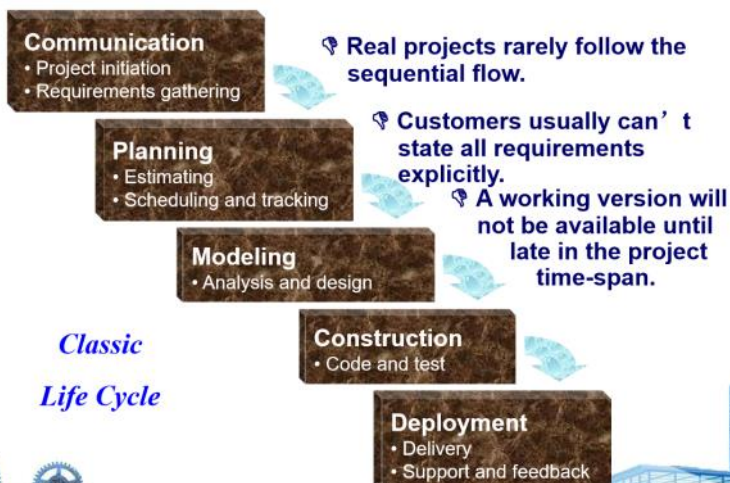 Communication
• Project initiation
• Requirements gathering
👎 Real projects rarely follow the
sequential flow.
Planning
• Estimating
• Scheduling and tracking
👎 Customers usually can’ t
state all requirements
explicitly.
👎 A working version will
not be available until
late in the project
time-span.
Modeling
• Analysis and design
Construction
• Code and test
Classic
Life Cycle
Deployment
• Delivery
• Support and feedback